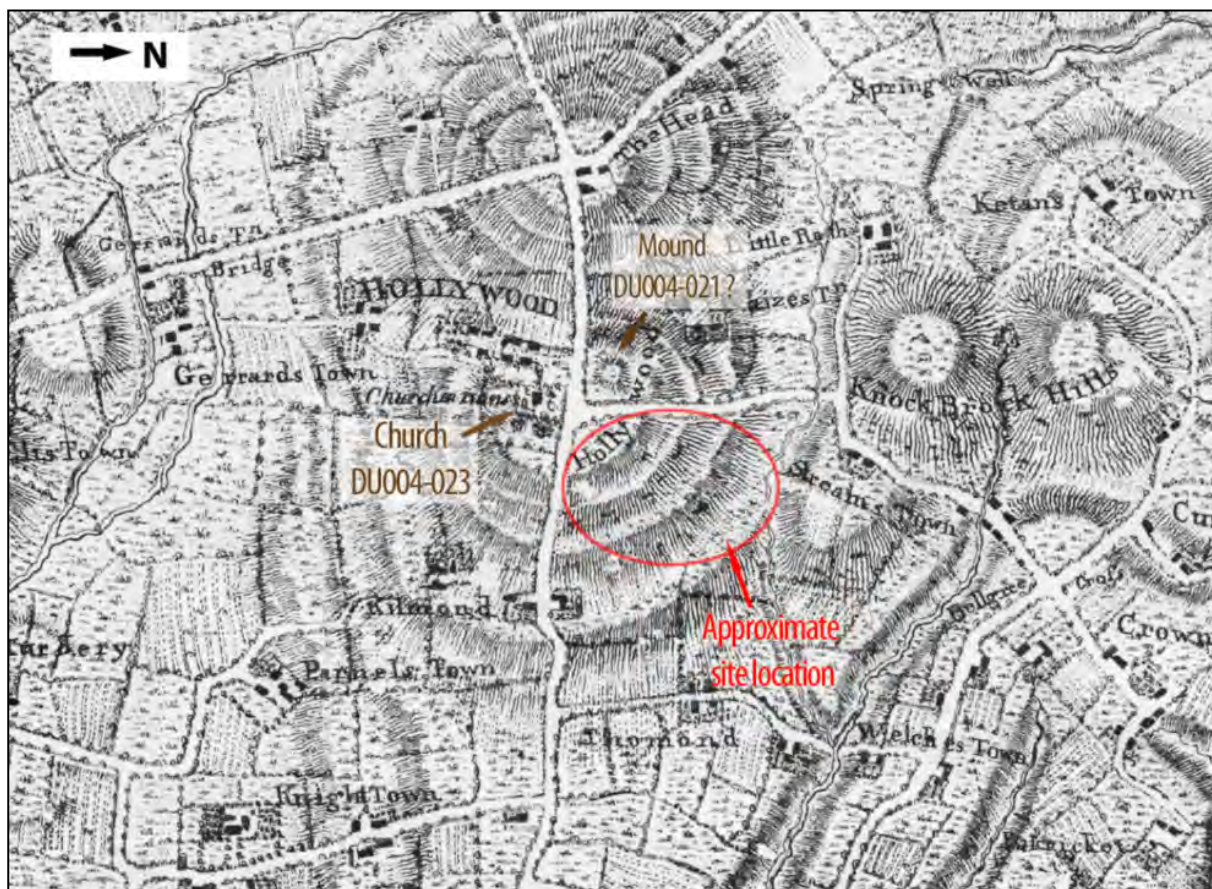 N
Spring Well
The Head
Ketans Town
Mound
DU004-021?
Little Rath
Gerrards Tn
Bridge
HOLLYWOOD
Gerrards Town
Church
DU004-023
Holly wood
Knock Brock Hills
Streams Town
Kilmond
Approximate
site location
Cross
Crown
Parnels Town
Thomond
Welches Town
Knight Town